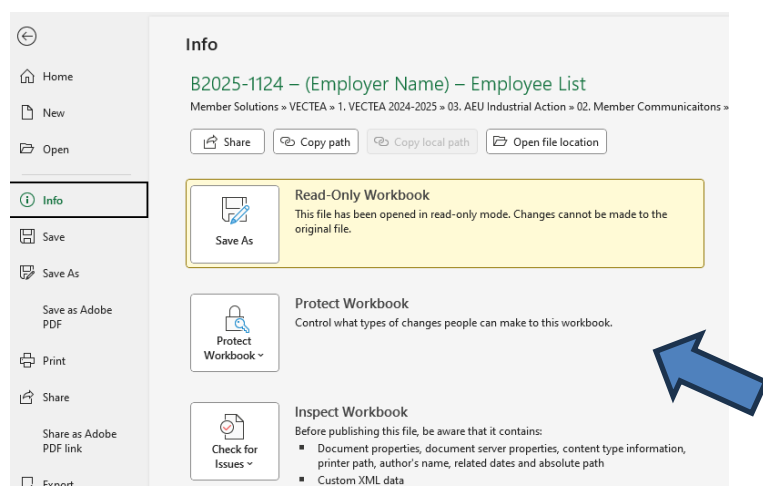 Info
Home
New
Open
Info
Save
Save As
Save as Adobe
PDF
Print
Share
Share as Adobe
PDF link
Export
B2025-1124 – (Employer Name) – Employee List
Member Solutions » VECTEA » 1. VECTEA 2024-2025 » 03. AEU Industrial Action » 02. Member Communicaitons »
Share
Copy path
Copy local path
Open file location
Save As
Read-Only Workbook
This file has been opened in read-only mode. Changes cannot be made to the
original file.
Protect
Workbook
Protect Workbook
Control what types of changes people can make to this workbook.
Check for
Issues
Inspect Workbook
Before publishing this file, be aware that it contains:
Document properties, document server properties, content type information,
printer path, author's name, related dates and absolute path
Custom XML data